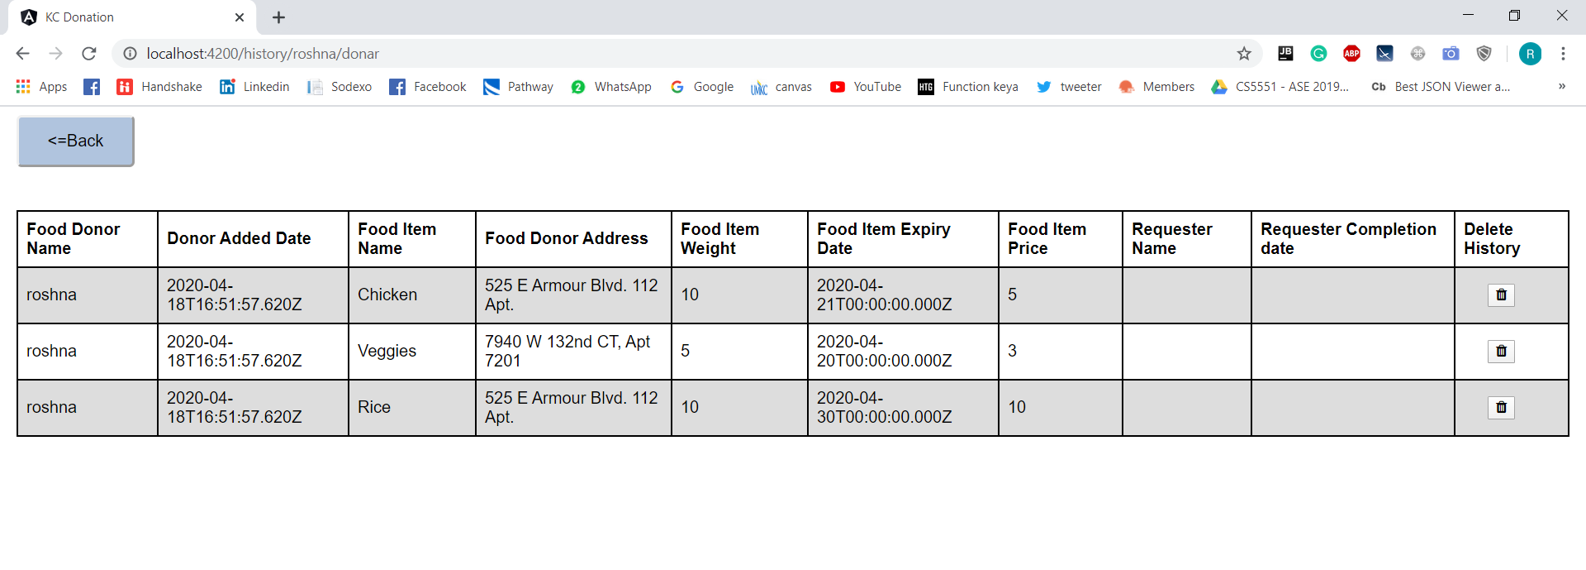 KC Donation
localhost:4200/history/roshna/donar
JB
G
ABP
R
Apps Handshake Linkedin Sodexo Facebook Pathway 2 WhatsApp Google UMKC canvas YouTube HTG Function keya tweeter Members CS5551 - ASE 2019... Cb Best JSON Viewer a... »
<=Back
Food Donor Name Donor Added Date Food Item Name Food Donor Address Food Item Weight Food Item Expiry Date Food Item Price Requester Name Requester Completion date Delete History
roshna 2020-04-18T16:51:57.620Z Chicken 525 E Armour Blvd. 112 Apt. 10 2020-04-21T00:00:00.000Z 5
roshna 2020-04-18T16:51:57.620Z Veggies 7940 W 132nd CT, Apt 7201 5 2020-04-20T00:00:00.000Z 3
roshna 2020-04-18T16:51:57.620Z Rice 525 E Armour Blvd. 112 Apt. 10 2020-04-30T00:00:00.000Z 10